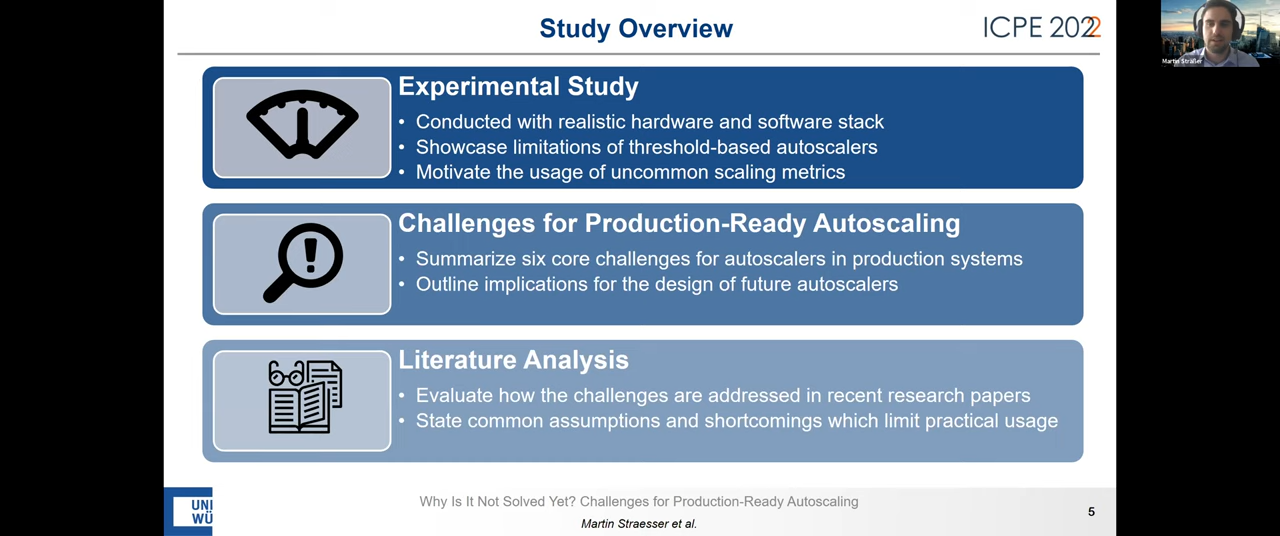 Study Overview
ICPE 2022
Martin Sträßer
Experimental Study
• Conducted with realistic hardware and software stack
• Showcase limitations of threshold-based autoscalers
• Motivate the usage of uncommon scaling metrics
Challenges for Production-Ready Autoscaling
• Summarize six core challenges for autoscalers in production systems
• Outline implications for the design of future autoscalers
Literature Analysis
• Evaluate how the challenges are addressed in recent research papers
• State common assumptions and shortcomings which limit practical usage
UNI
WÜ
Why Is It Not Solved Yet? Challenges for Production-Ready Autoscaling
Martin Straesser et al.
5